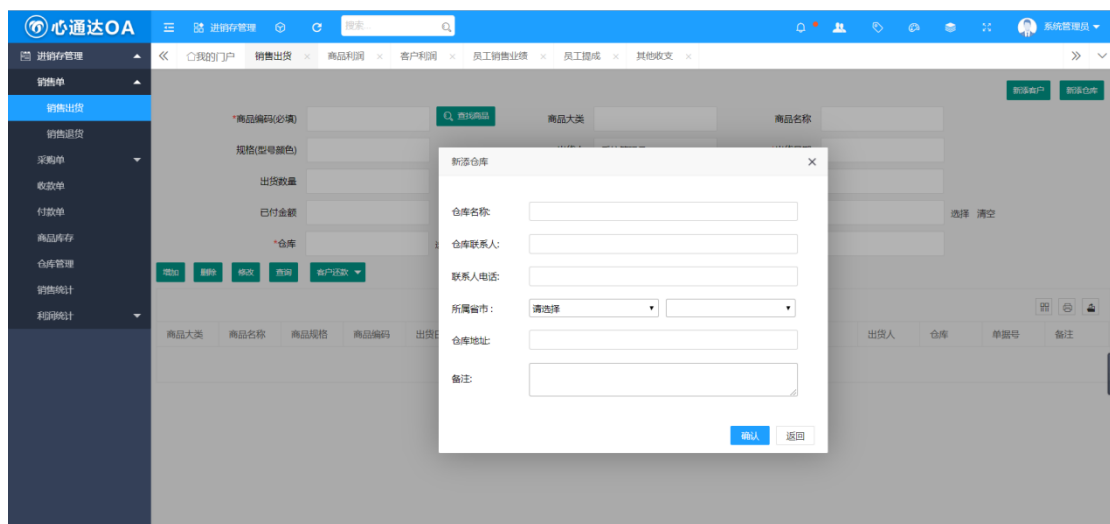 心通达OA 进销存管理 搜索... 系统管理员
进销存管理 我的门户 销售出货 × 商品利润 × 客户利润 × 员工销售业绩 × 员工提成 × 其他收支 ×
销售单
销售出货
销售退货
采购单
收款单
付款单
商品库存
仓库管理
销售统计
利润统计
新添客户 新添仓库
*商品编码(必填) 查找商品 商品大类 商品名称
规格(型号颜色)
出货数量
已付金额 选择 清空
*仓库
增加 删除 修改 查询 客户还款
商品大类 商品名称 商品规格 商品编码 出货人 仓库 单据号 备注
新添仓库 ×
仓库名称:
仓库联系人:
联系人电话:
所属省市: 请选择
仓库地址:
备注:
确认 返回